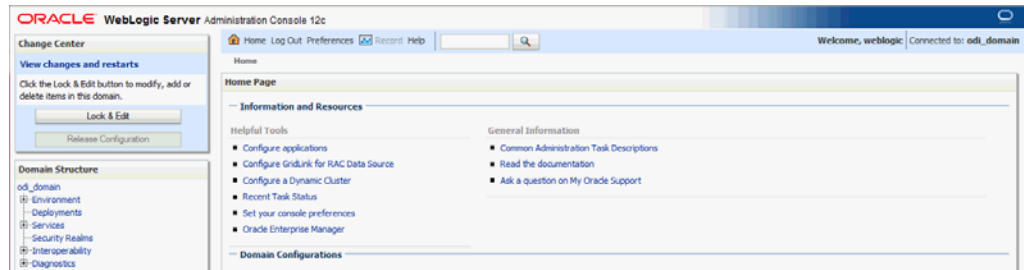 ORACLE WebLogic Server Administration Console 12c
Change Center
View changes and restarts
Click the Lock & Edit button to modify, add or
delete items in this domain.
Lock & Edit
Release Configuration
Domain Structure
odi_domain
Environment
Deployments
Services
Security Realms
Interoperability
Diagnostics
Home Log Out Preferences Record Help
Welcome, weblogic Connected to: odi_domain
Home
Home Page
Information and Resources
Helpful Tools
Configure applications
Configure GridLink for RAC Data Source
Configure a Dynamic Cluster
Recent Task Status
Set your console preferences
Oracle Enterprise Manager
General Information
Common Administration Task Descriptions
Read the documentation
Ask a question on My Oracle Support
Domain Configurations